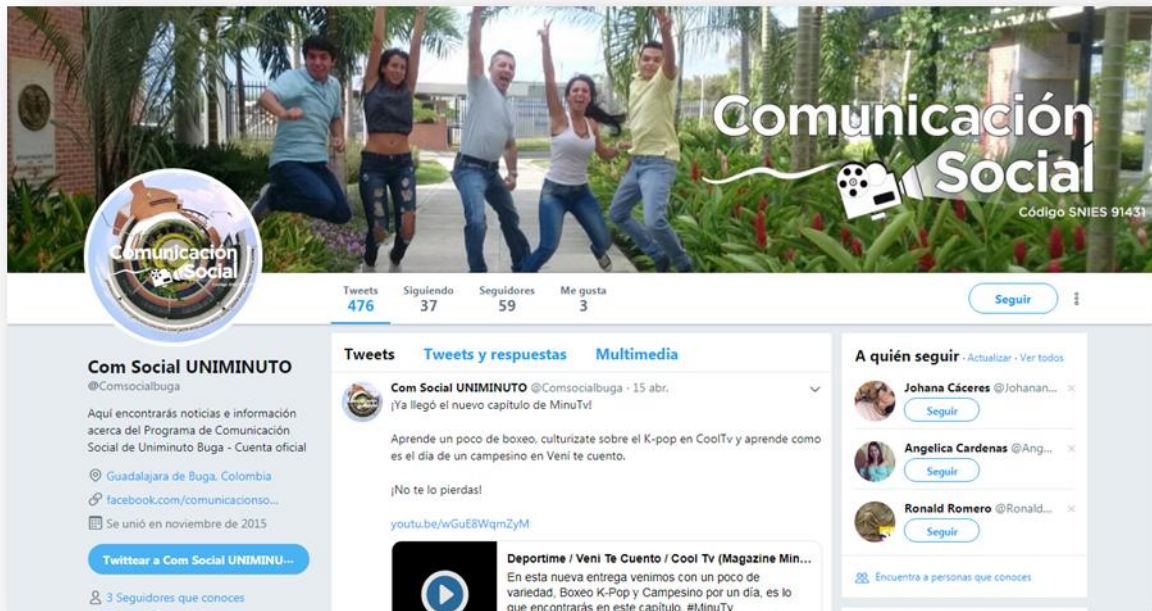 Comunicación
Social
Código SNIES 91431
Comunicación
Social
Tweets
476
Siguiendo
37
Seguidores
59
Me gusta
3
Seguir
Com Social UNIMINUTO
@Comsocialbuga
Aquí encontrarás noticias e información
acerca del Programa de Comunicación
Social de Uniminuto Buga - Cuenta oficial
Guadalajara de Buga, Colombia
facebook.com/comunicacionso...
Se unió en noviembre de 2015
Twittear a Com Social UNIMINU...
3 Seguidores que conoces
Tweets Tweets y respuestas Multimedia
Com Social UNIMINUTO @Comsocialbuga · 15 abr.
¡Ya llegó el nuevo capítulo de MinuTv!
Aprende un poco de boxeo, culturizate sobre el K-pop en CoolTv y aprende como
es el día de un campesino en Vení te cuento.
¡No te lo pierdas!
youtu.be/wGuE8WqmZyM
Deportime / Veni Te Cuento / Cool Tv (Magazine Min...
En esta nueva entrega venimos con un poco de
variedad, Boxeo K-Pop y Campesino por un día, es lo
que encontrarás en este capítulo. #MinuTv
A quién seguir · Actualizar · Ver todos
Johana Cáceres @Johanan...
Seguir
Angelica Cardenas @Ang...
Seguir
Ronald Romero @Ronald...
Seguir
Encuentra a personas que conoces